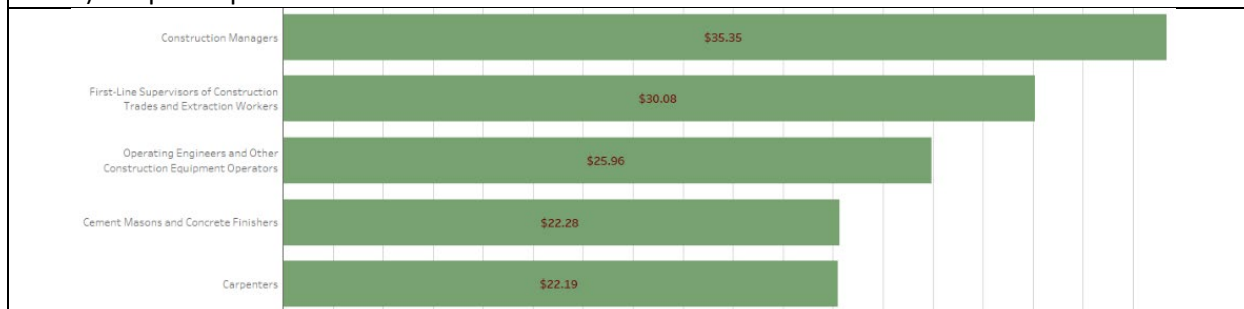 Construction Managers
$35.35
First-Line Supervisors of Construction
Trades and Extraction Workers
$30.08
Operating Engineers and Other
Construction Equipment Operators
$25.96
Cement Masons and Concrete Finishers
$22.28
Carpenters
$22.19